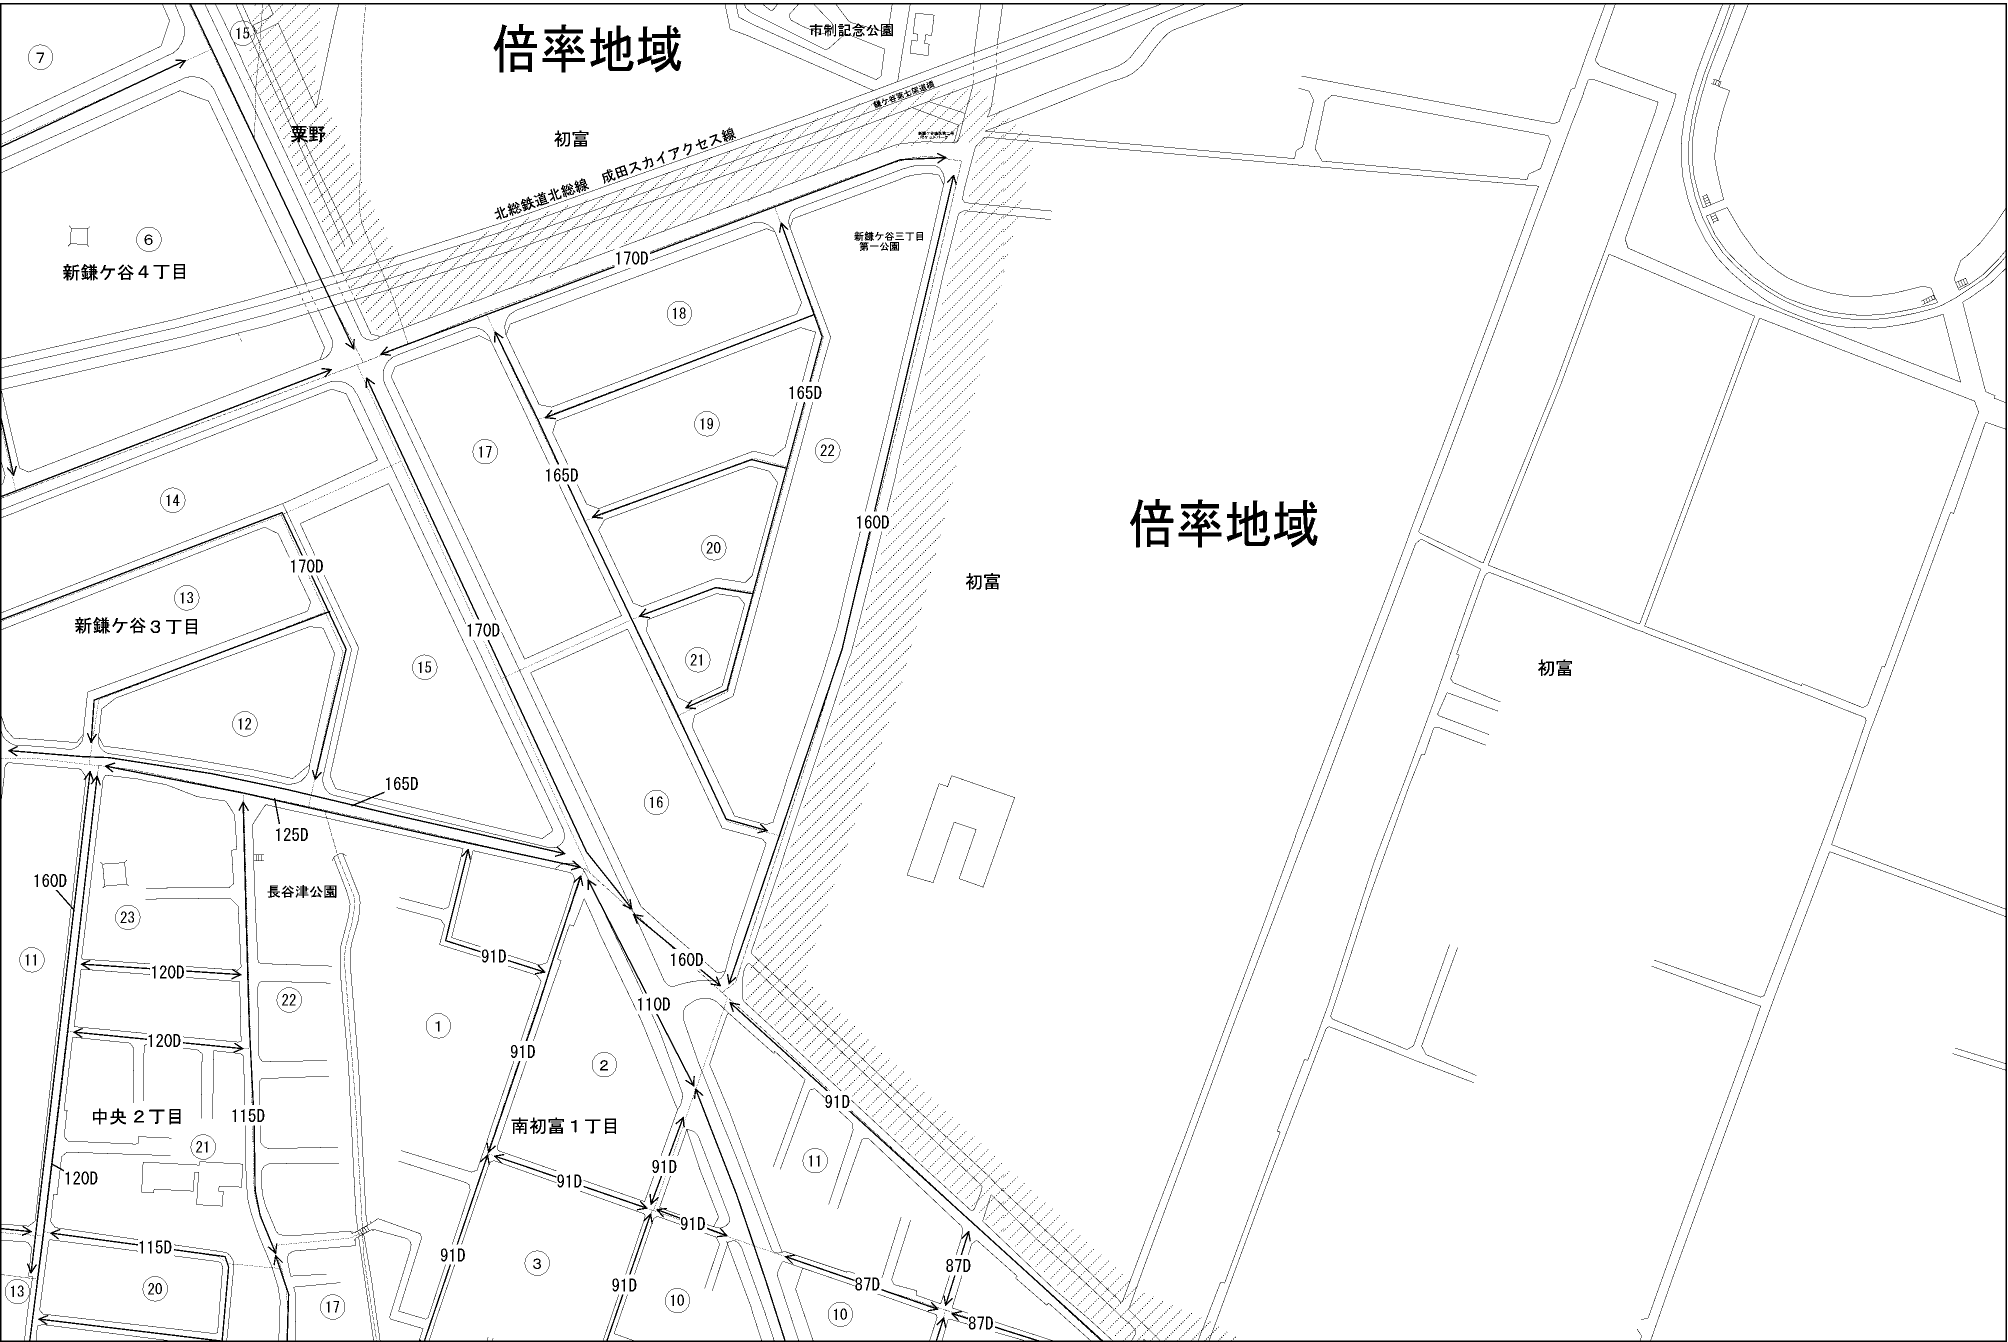 7
15
倍率地域
市制記念公園
鎌ケ谷富士歩道橋
粟野
初富
北総鉄道北総線 成田スカイアクセス線
6
新鎌ケ谷４丁目
170D
新鎌ケ谷三丁目
第一公園
18
165D
19
17
22
165D
14
160D
倍率地域
20
170D
初富
13
新鎌ケ谷３丁目
170D
21
15
初富
12
165D
16
125D
160D
長谷津公園
23
91D
11
160D
120D
22
110D
1
120D
91D
2
91D
中央２丁目
115D
南初富１丁目
21
11
91D
120D
91D
91D
115D
91D
3
87D
87D
91D
20
13
17
10
10
87D